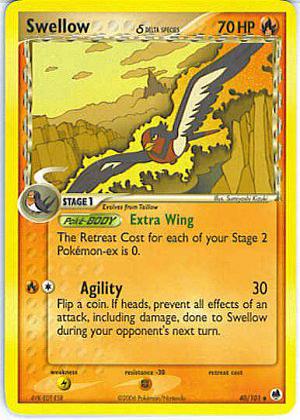 Swellow δ DELTA SPECIES 70 HP
Illus. Sumiyoshi Kizuki
STAGE 1 Evolves from Taillow
Poké-BODY Extra Wing
The Retreat Cost for each of your Stage 2
Pokémon-ex is 0.
Agility 30
Flip a coin. If heads, prevent all effects of an
attack, including damage, done to Swellow
during your opponent's next turn.
weakness resistance -30 retreat cost
©2006 Pokémon/Nintendo 40/101